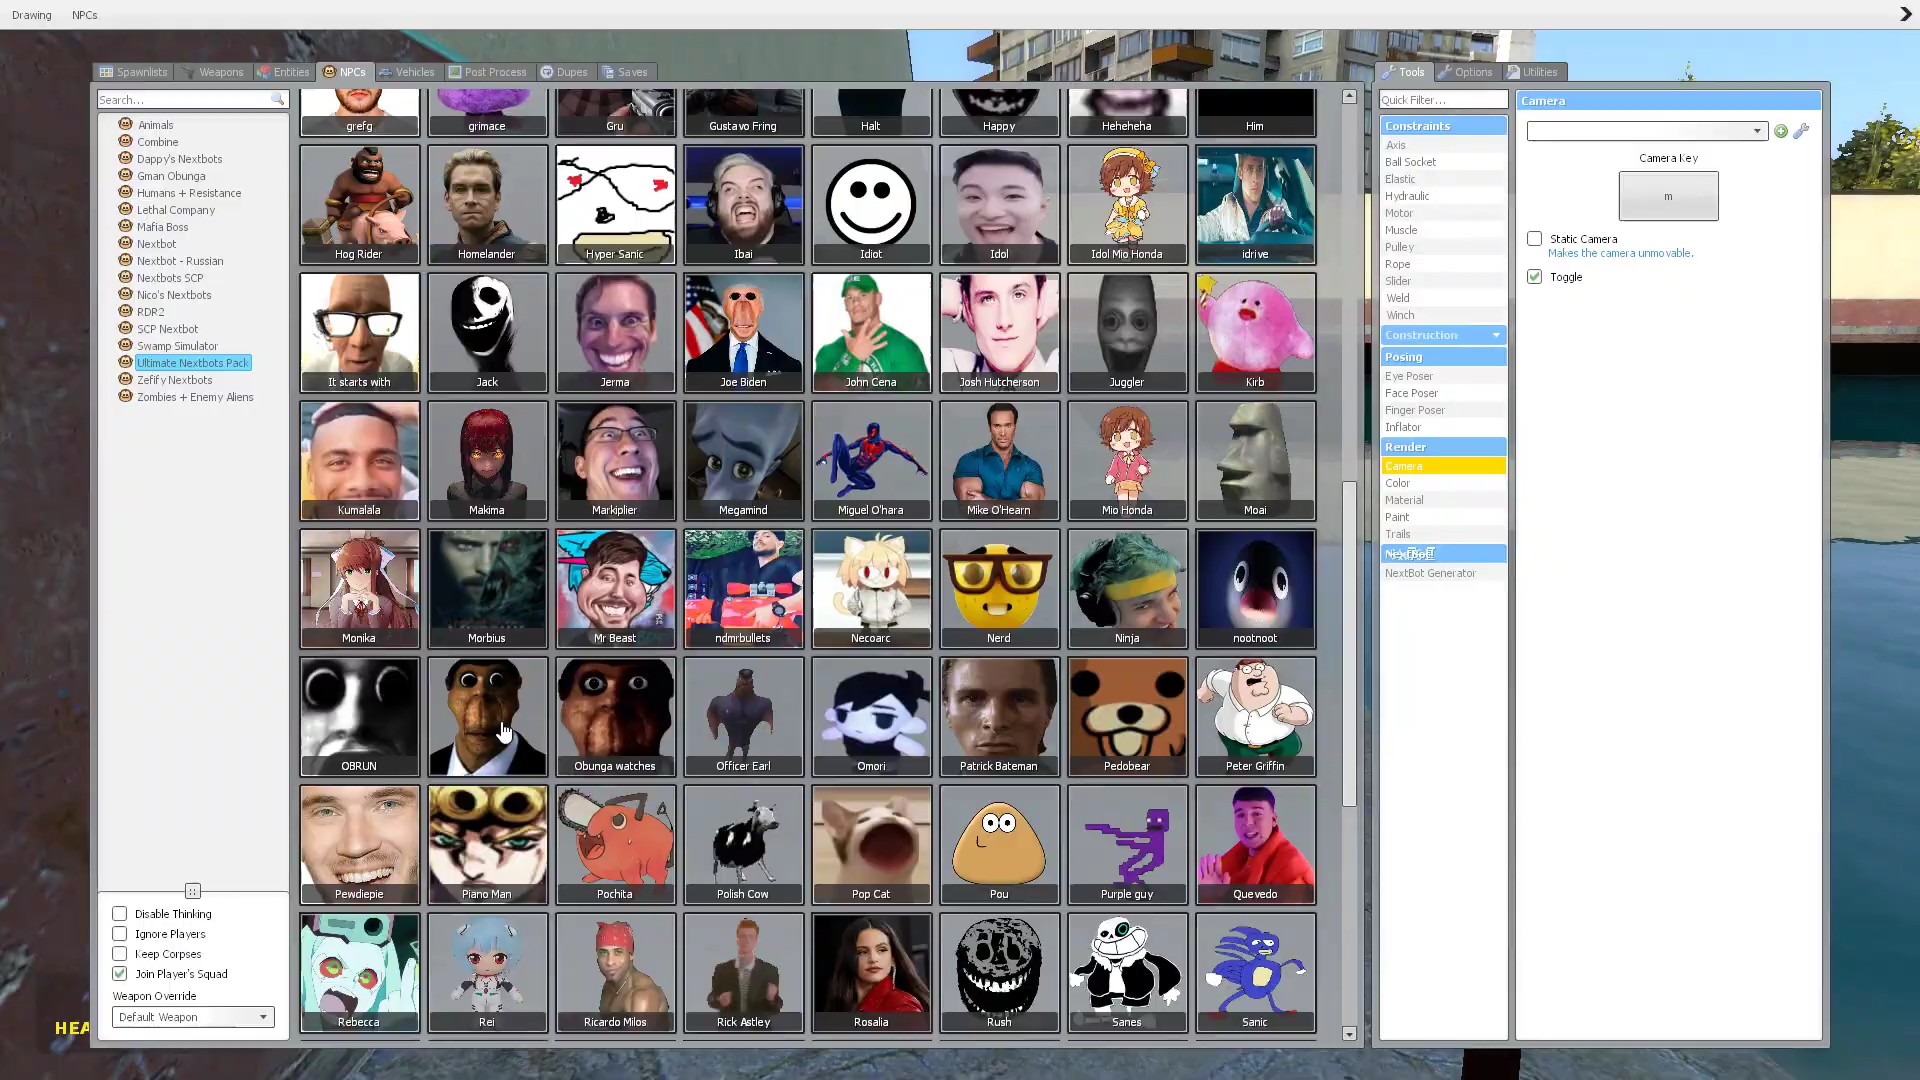 Drawing NPCs
Spawnlists Weapons Entities NPCs Vehicles Post Process Dupes Saves
Tools Options Utilities
Search...
Animals
Combine
Dappy's Nextbots
Gman Obunga
Humans + Resistance
Lethal Company
Mafia Boss
Nextbot
Nextbot - Russian
Nextbots SCP
Nico's Nextbots
RDR2
SCP Nextbot
Swamp Simulator
Ultimate Nextbots Pack
Zefify Nextbots
Zombies + Enemy Aliens
Disable Thinking
Ignore Players
Keep Corpses
Join Player's Squad
Weapon Override
Default Weapon
HEA
grefg grimace Gru Gustavo Fring Halt Happy Heheheha Him
Hog Rider Homelander Hyper Sanic Ibai Idiot Idol Idol Mio Honda idrive
It starts with Jack Jerma Joe Biden John Cena Josh Hutcherson Juggler Kirb
Kumalala Makima Markiplier Megamind Miguel O'hara Mike O'Hearn Mio Honda Moai
Monika Morbius Mr Beast ndmrbullets Necoarc Nerd Ninja nootnoot
OBRUN Obunga watches Officer Earl Omori Patrick Bateman Pedobear Peter Griffin
Pewdiepie Piano Man Pochita Polish Cow Pop Cat Pou Purple guy Quevedo
Rebecca Rei Ricardo Milos Rick Astley Rosalia Rush Sanes Sanic
Quick Filter...
Constraints
Axis
Ball Socket
Elastic
Hydraulic
Motor
Muscle
Pulley
Rope
Slider
Weld
Winch
Construction
Posing
Eye Poser
Face Poser
Finger Poser
Inflator
Render
Camera
Color
Material
Paint
Trails
NextBot Generator
Camera
Camera Key
m
Static Camera
Makes the camera unmovable.
Toggle